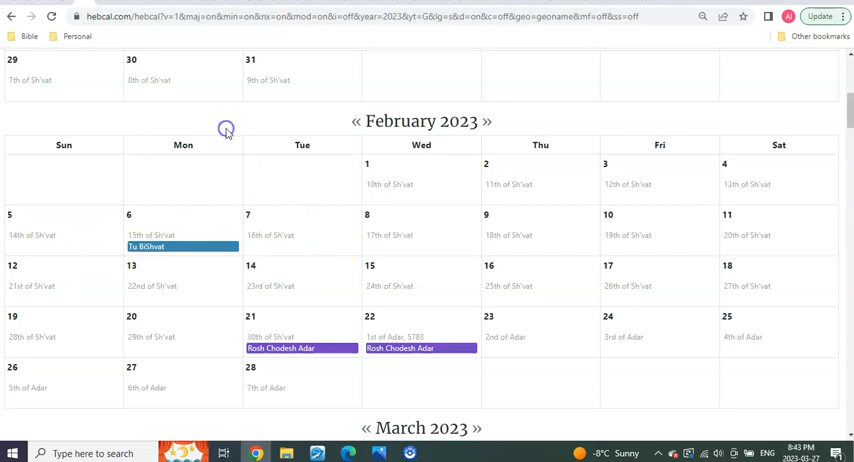 hebcal.com/hebcal?v=1&maj=on&min=on&nx=on&mod=on&i=off&year=2023&yt=G&lg=s&d=on&c=off&geo=geoname&mf=off&ss=off
AI
Update
Bible Personal Other bookmarks
29 30 31
7th of Sh'vat 8th of Sh'vat 9th of Sh'vat
« February 2023 »
Sun Mon Tue Wed Thu Fri Sat
1 2 3 4
10th of Sh'vat 11th of Sh'vat 12th of Sh'vat 13th of Sh'vat
5 6 7 8 9 10 11
14th of Sh'vat 15th of Sh'vat 16th of Sh'vat 17th of Sh'vat 18th of Sh'vat 19th of Sh'vat 20th of Sh'vat
Tu BiShvat
12 13 14 15 16 17 18
21st of Sh'vat 22nd of Sh'vat 23rd of Sh'vat 24th of Sh'vat 25th of Sh'vat 26th of Sh'vat 27th of Sh'vat
19 20 21 22 23 24 25
28th of Sh'vat 29th of Sh'vat 30th of Sh'vat 1st of Adar, 5783 2nd of Adar 3rd of Adar 4th of Adar
Rosh Chodesh Adar Rosh Chodesh Adar
26 27 28
5th of Adar 6th of Adar 7th of Adar
« March 2023 »
Type here to search
-8°C Sunny
ENG
8:43 PM
2023-03-27